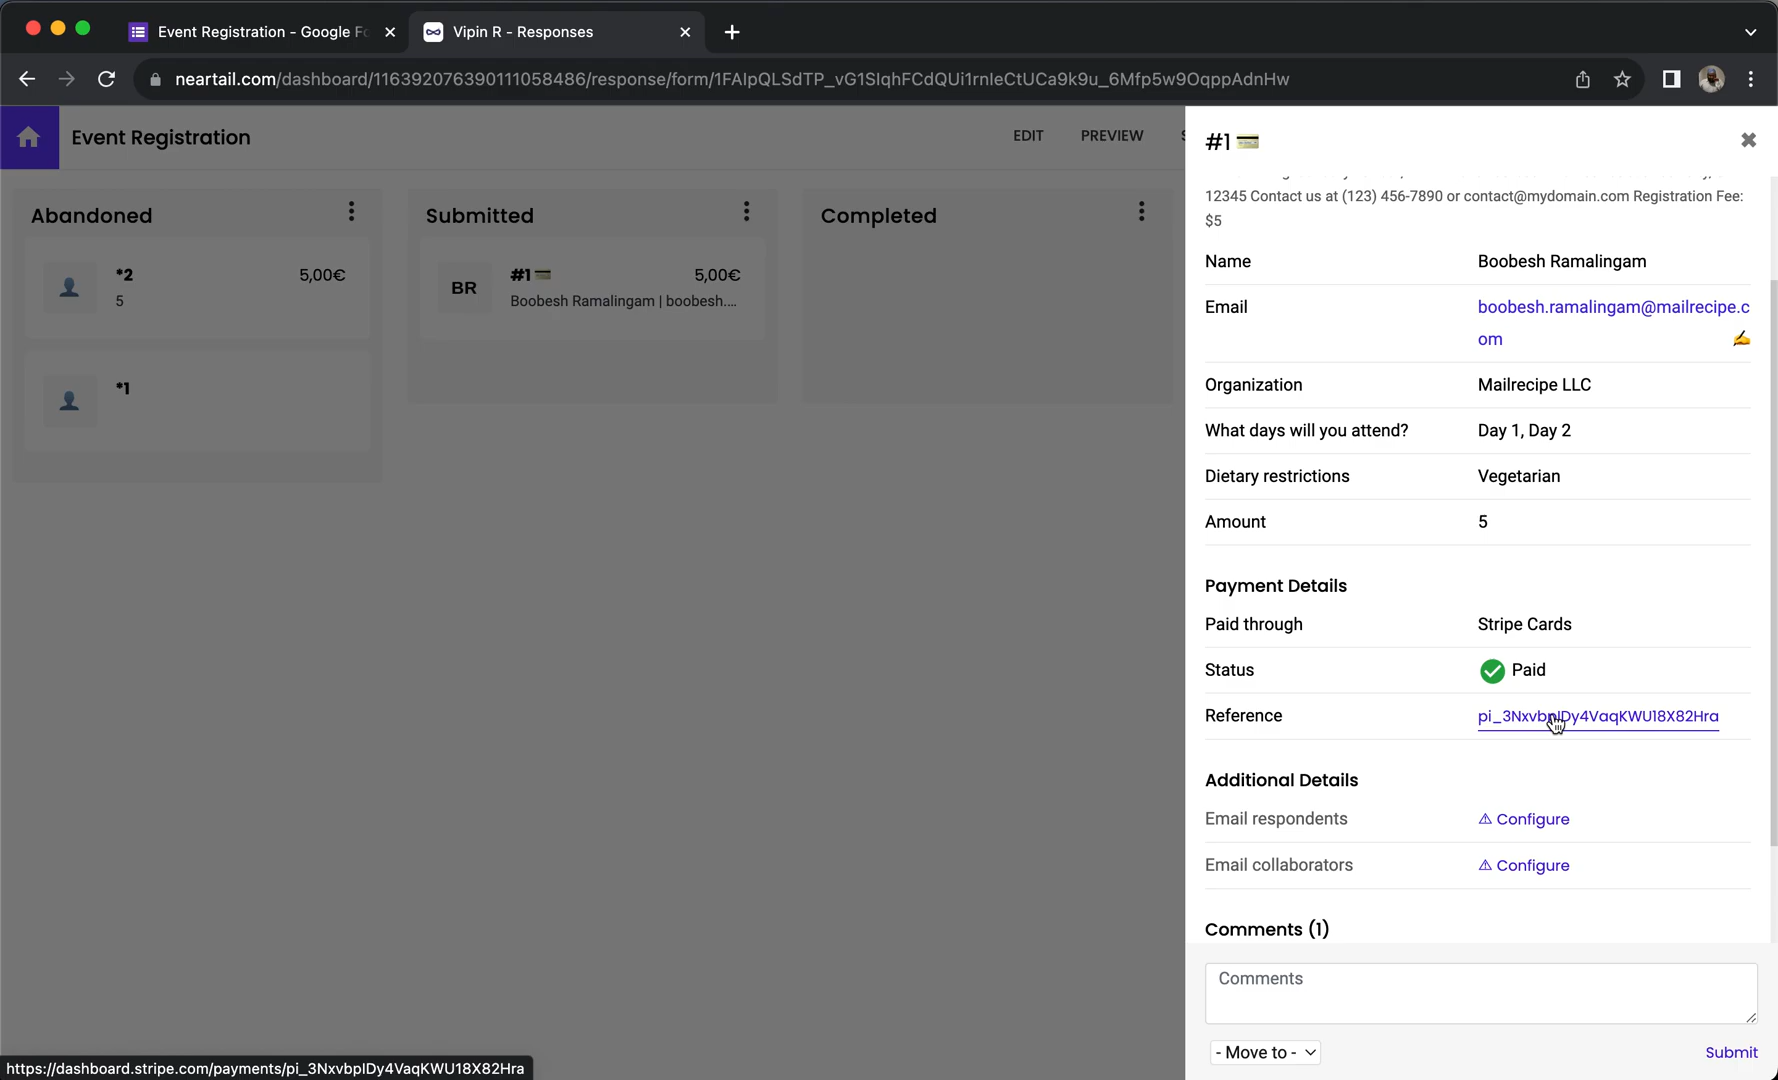 Event Registration - Google Fo
Vipin R - Responses
neartail.com/dashboard/116392076390111058486/response/form/1FAIpQLSdTP_vG1SlqhFCdQUi1rnIeCtUCa9k9u_6Mfp5w9OqppAdnHw
Event Registration
EDIT
PREVIEW
Abandoned
*2
5,00€
5
*1
Submitted
BR
#1
5,00€
Boobesh Ramalingam | boobesh....
Completed
#1
12345 Contact us at (123) 456-7890 or contact@mydomain.com Registration Fee:
$5
Name
Boobesh Ramalingam
Email
boobesh.ramalingam@mailrecipe.c
om
Organization
Mailrecipe LLC
What days will you attend?
Day 1, Day 2
Dietary restrictions
Vegetarian
Amount
5
Payment Details
Paid through
Stripe Cards
Status
Paid
Reference
pi_3NxvbpIDy4VaqKWU18X82Hra
Additional Details
Email respondents
⚠ Configure
Email collaborators
⚠ Configure
Comments (1)
Comments
- Move to -
Submit
https://dashboard.stripe.com/payments/pi_3NxvbpIDy4VaqKWU18X82Hra